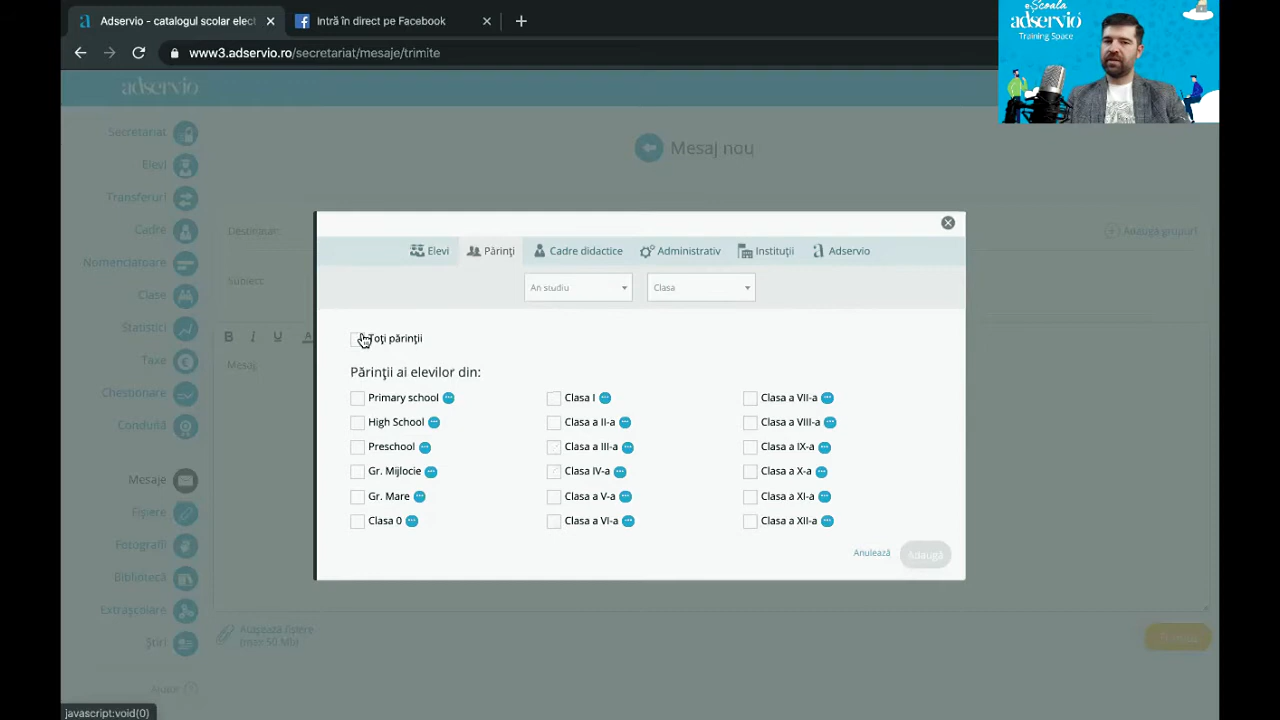 Adservio - catalogul scolar elect
Intră în direct pe Facebook
www3.adservio.ro/secretariat/mesaje/trimite
eȘcoala
adservio
Training Space
adservio
Secretariat
Elevi
Transferuri
Cadre
Nomenclatoare
Clase
Statistici
Taxe
Chestionare
Conduită
Mesaje
Fișiere
Fotografii
Bibliotecă
Extrașcolare
Știri
Ajutor
Mesaj nou
Destinatar:
Adaugă grupuri
Subiect:
B I U A
Mesaj
Atașează fișiere
(max 50 Mb)
Trimite
Elevi
Părinți
Cadre didactice
Administrativ
Instituții
Adservio
An studiu
Clasa
Toți părinții
Părinții ai elevilor din:
Primary school
High School
Preschool
Gr. Mijlocie
Gr. Mare
Clasa 0
Clasa I
Clasa a II-a
Clasa a III-a
Clasa IV-a
Clasa a V-a
Clasa a VI-a
Clasa a VII-a
Clasa a VIII-a
Clasa a IX-a
Clasa a X-a
Clasa a XI-a
Clasa a XII-a
Anulează
Adaugă
javascript:void(0)